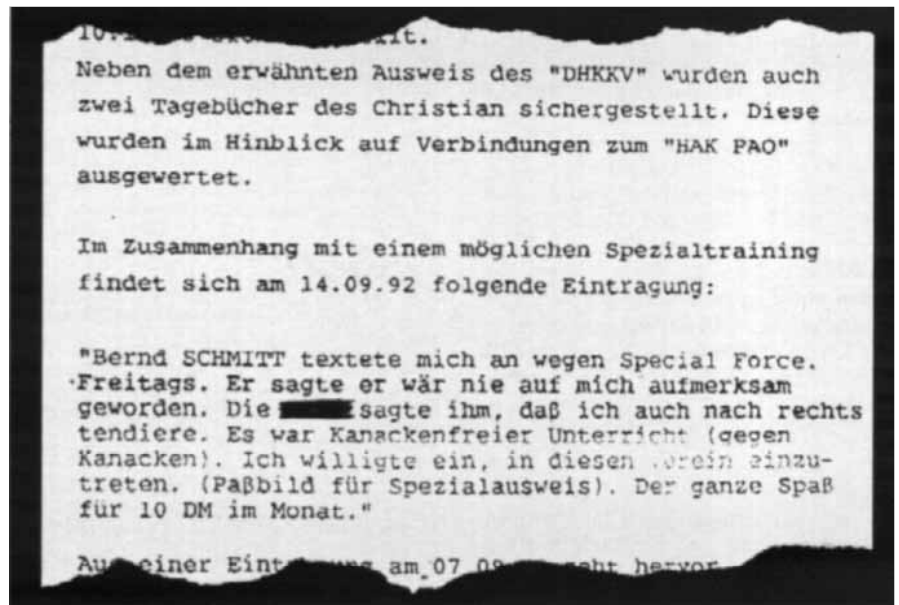 Neben dem erwähnten Ausweis des "DHKKV" wurden auch
zwei Tagebücher des Christian sichergestellt. Diese
wurden im Hinblick auf Verbindungen zum "HAK PAO"
ausgewertet.
Im Zusammenhang mit einem möglichen Spezialtraining
findet sich am 14.09.92 folgende Eintragung:
"Bernd SCHMITT textete mich an wegen Special Force.
Freitags. Er sagte er wär nie auf mich aufmerksam
geworden. Die sagte ihm, daß ich auch nach rechts
tendiere. Es war Kanackenfreier Unterricht (gegen
Kanacken). Ich willigte ein, in diesen einzu-
treten. (Paßbild für Spezialausweis). Der ganze Spaß
für 10 DM im Monat."
einer am 07 hervor